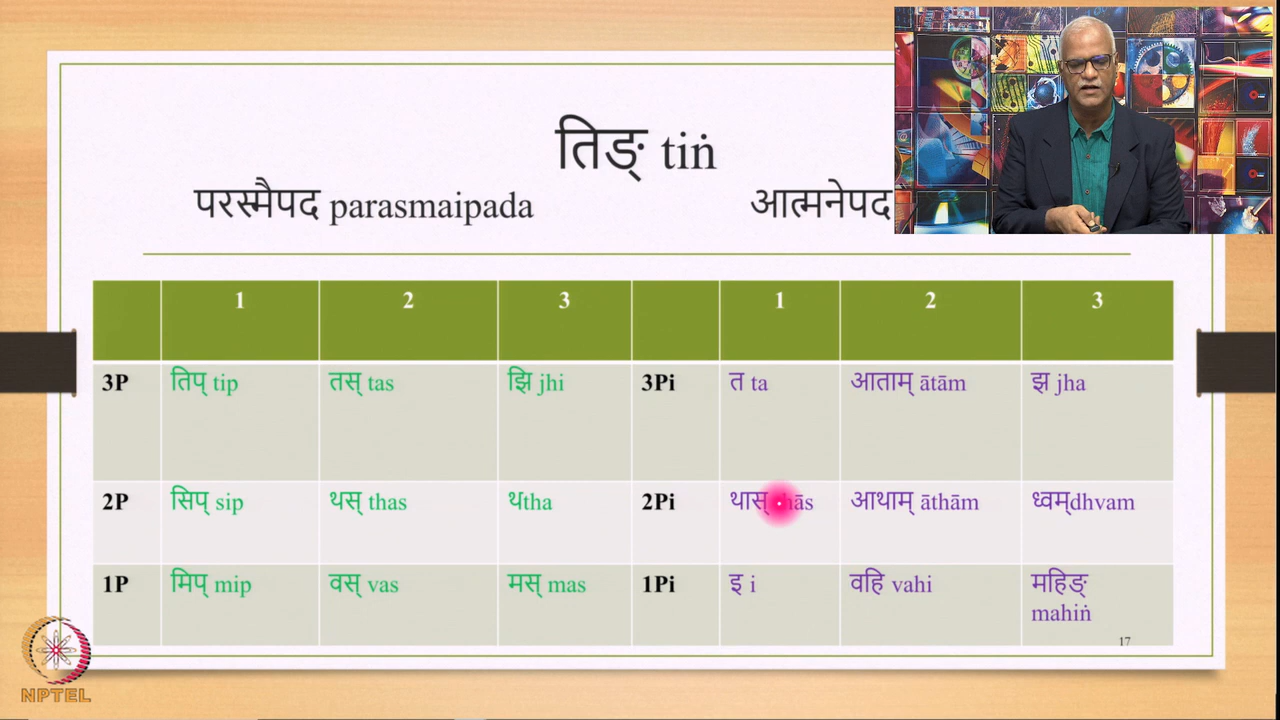 तिङ् tiṅ
परस्मैपद parasmaipada आत्मनेपद
1 2 3 1 2 3
3P तिप् tip तस् tas झि jhi 3Pi त ta आताम् ātām झ jha
2P सिप् sip थस् thas थtha 2Pi थास् आथाम् āthām ध्वम्dhvam
1P मिप् mip वस् vas मस् mas 1Pi इ i वहि vahi महिङ्
mahiṅ
17
NPTEL